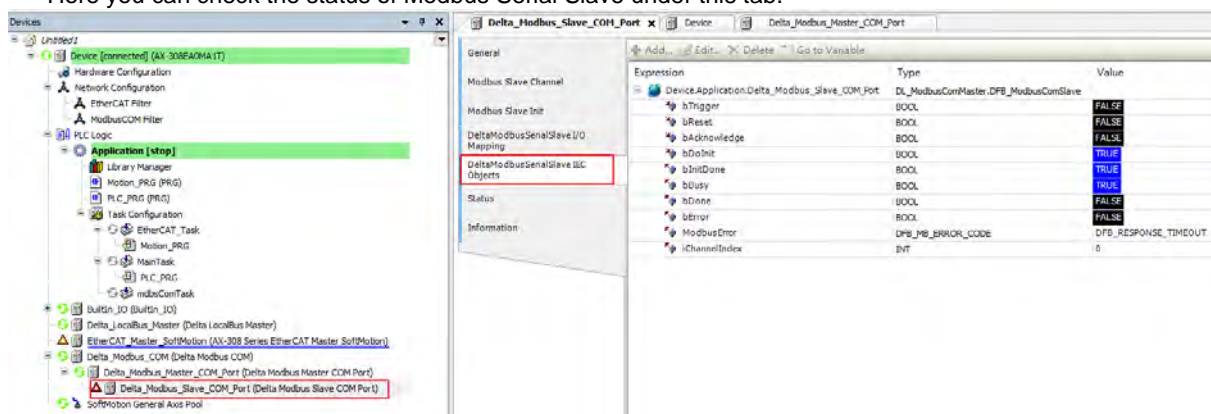 Here you can check the status of Modbus Serial Slave under this tab.
Devices
Untitled1
Device [connected] (AX-308EA0MA1T)
Hardware Configuration
Network Configuration
EtherCAT Filter
ModbusCOM Filter
PLC Logic
Application [stop]
Library Manager
Motion_PRG (PRG)
PLC_PRG (PRG)
Task Configuration
EtherCAT_Task
Motion_PRG
MainTask
PLC_PRG
mdbsComTask
BuiltIn_IO (BuiltIn_IO)
Delta_LocalBus_Master (Delta LocalBus Master)
EtherCAT_Master_SoftMotion (AX-308 Series EtherCAT Master SoftMotion)
Delta_Modbus_COM (Delta Modbus COM)
Delta_Modbus_Master_COM_Port (Delta Modbus Master COM Port)
Delta_Modbus_Slave_COM_Port (Delta Modbus Slave COM Port)
SoftMotion General Axis Pool
Delta_Modbus_Slave_COM_Port x Device Delta_Modbus_Master_COM_Port
General
Modbus Slave Channel
Modbus Slave Init
DeltaModbusSerialSlave I/O
Mapping
DeltaModbusSerialSlave IEC
Objects
Status
Information
Add... Edit... Delete Go to Variable
Expression Type Value
Device.Application.Delta_Modbus_Slave_COM_Port DL_ModbusComMaster.DFB_ModbusComSlave
bTrigger BOOL FALSE
bReset BOOL FALSE
bAcknowledge BOOL FALSE
bDoInit BOOL TRUE
bInitDone BOOL TRUE
bBusy BOOL TRUE
bDone BOOL FALSE
bError BOOL FALSE
ModbusError DFB_MB_ERROR_CODE DFB_RESPONSE_TIMEOUT
iChannelIndex INT 0